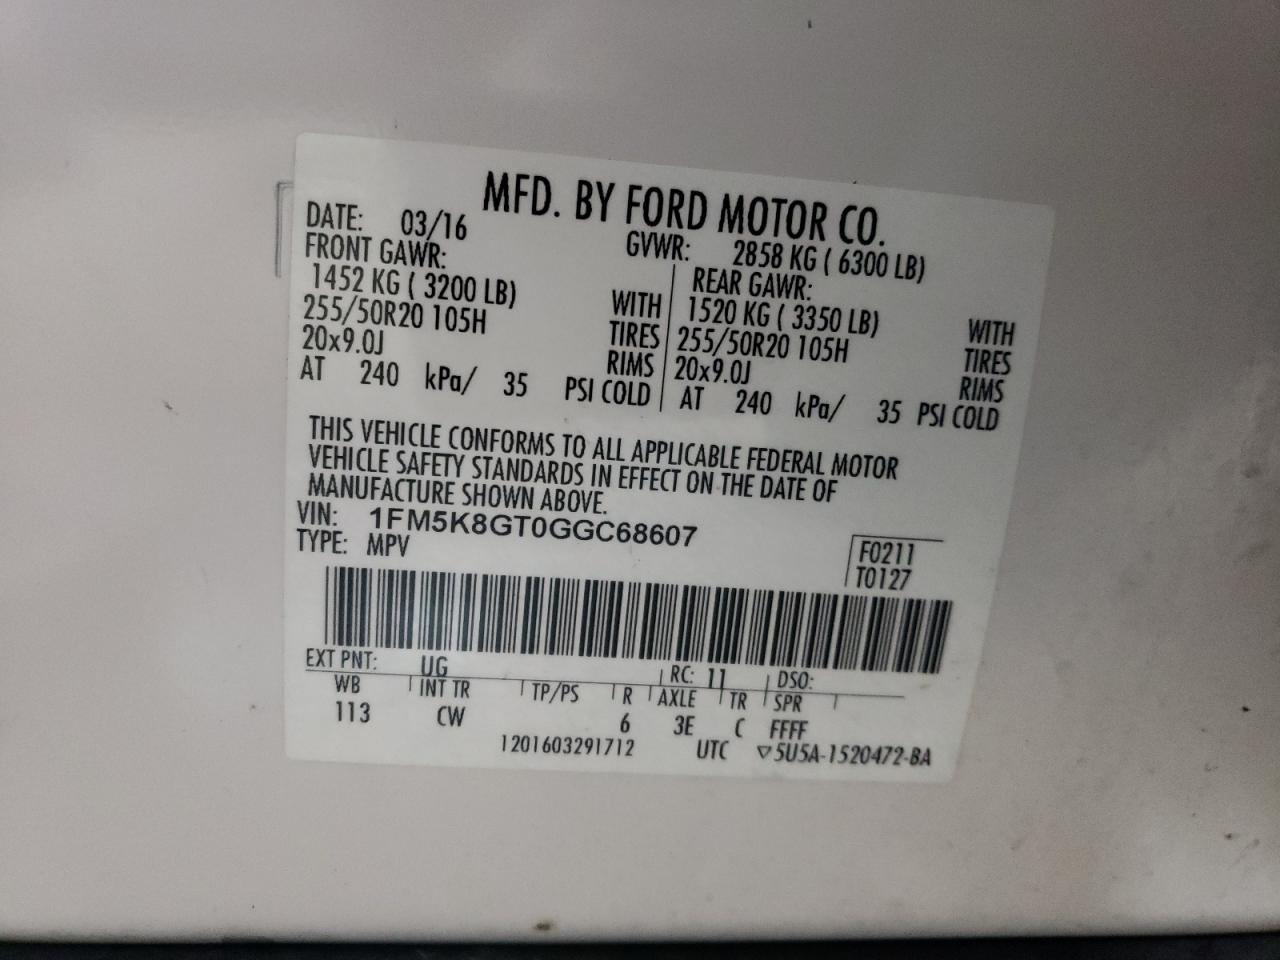 MFD. BY FORD MOTOR CO.
DATE: 03/16 GVWR: 2858 KG ( 6300 LB)
FRONT GAWR: REAR GAWR:
1452 KG ( 3200 LB) WITH 1520 KG ( 3350 LB) WITH
255/50R20 105H TIRES 255/50R20 105H TIRES
20x9.0J RIMS 20x9.0J RIMS
AT 240 kPa/ 35 PSI COLD AT 240 kPa/ 35 PSI COLD
THIS VEHICLE CONFORMS TO ALL APPLICABLE FEDERAL MOTOR
VEHICLE SAFETY STANDARDS IN EFFECT ON THE DATE OF
MANUFACTURE SHOWN ABOVE.
VIN: 1FM5K8GT0GGC68607
TYPE: MPV
F0211
T0127
EXT PNT: UG RC: 11 DSO:
WB INT TR TP/PS R AXLE TR SPR
113 CW 6 3E C FFFF
1201603291712 UTC ▽5U5A-1520472-BA